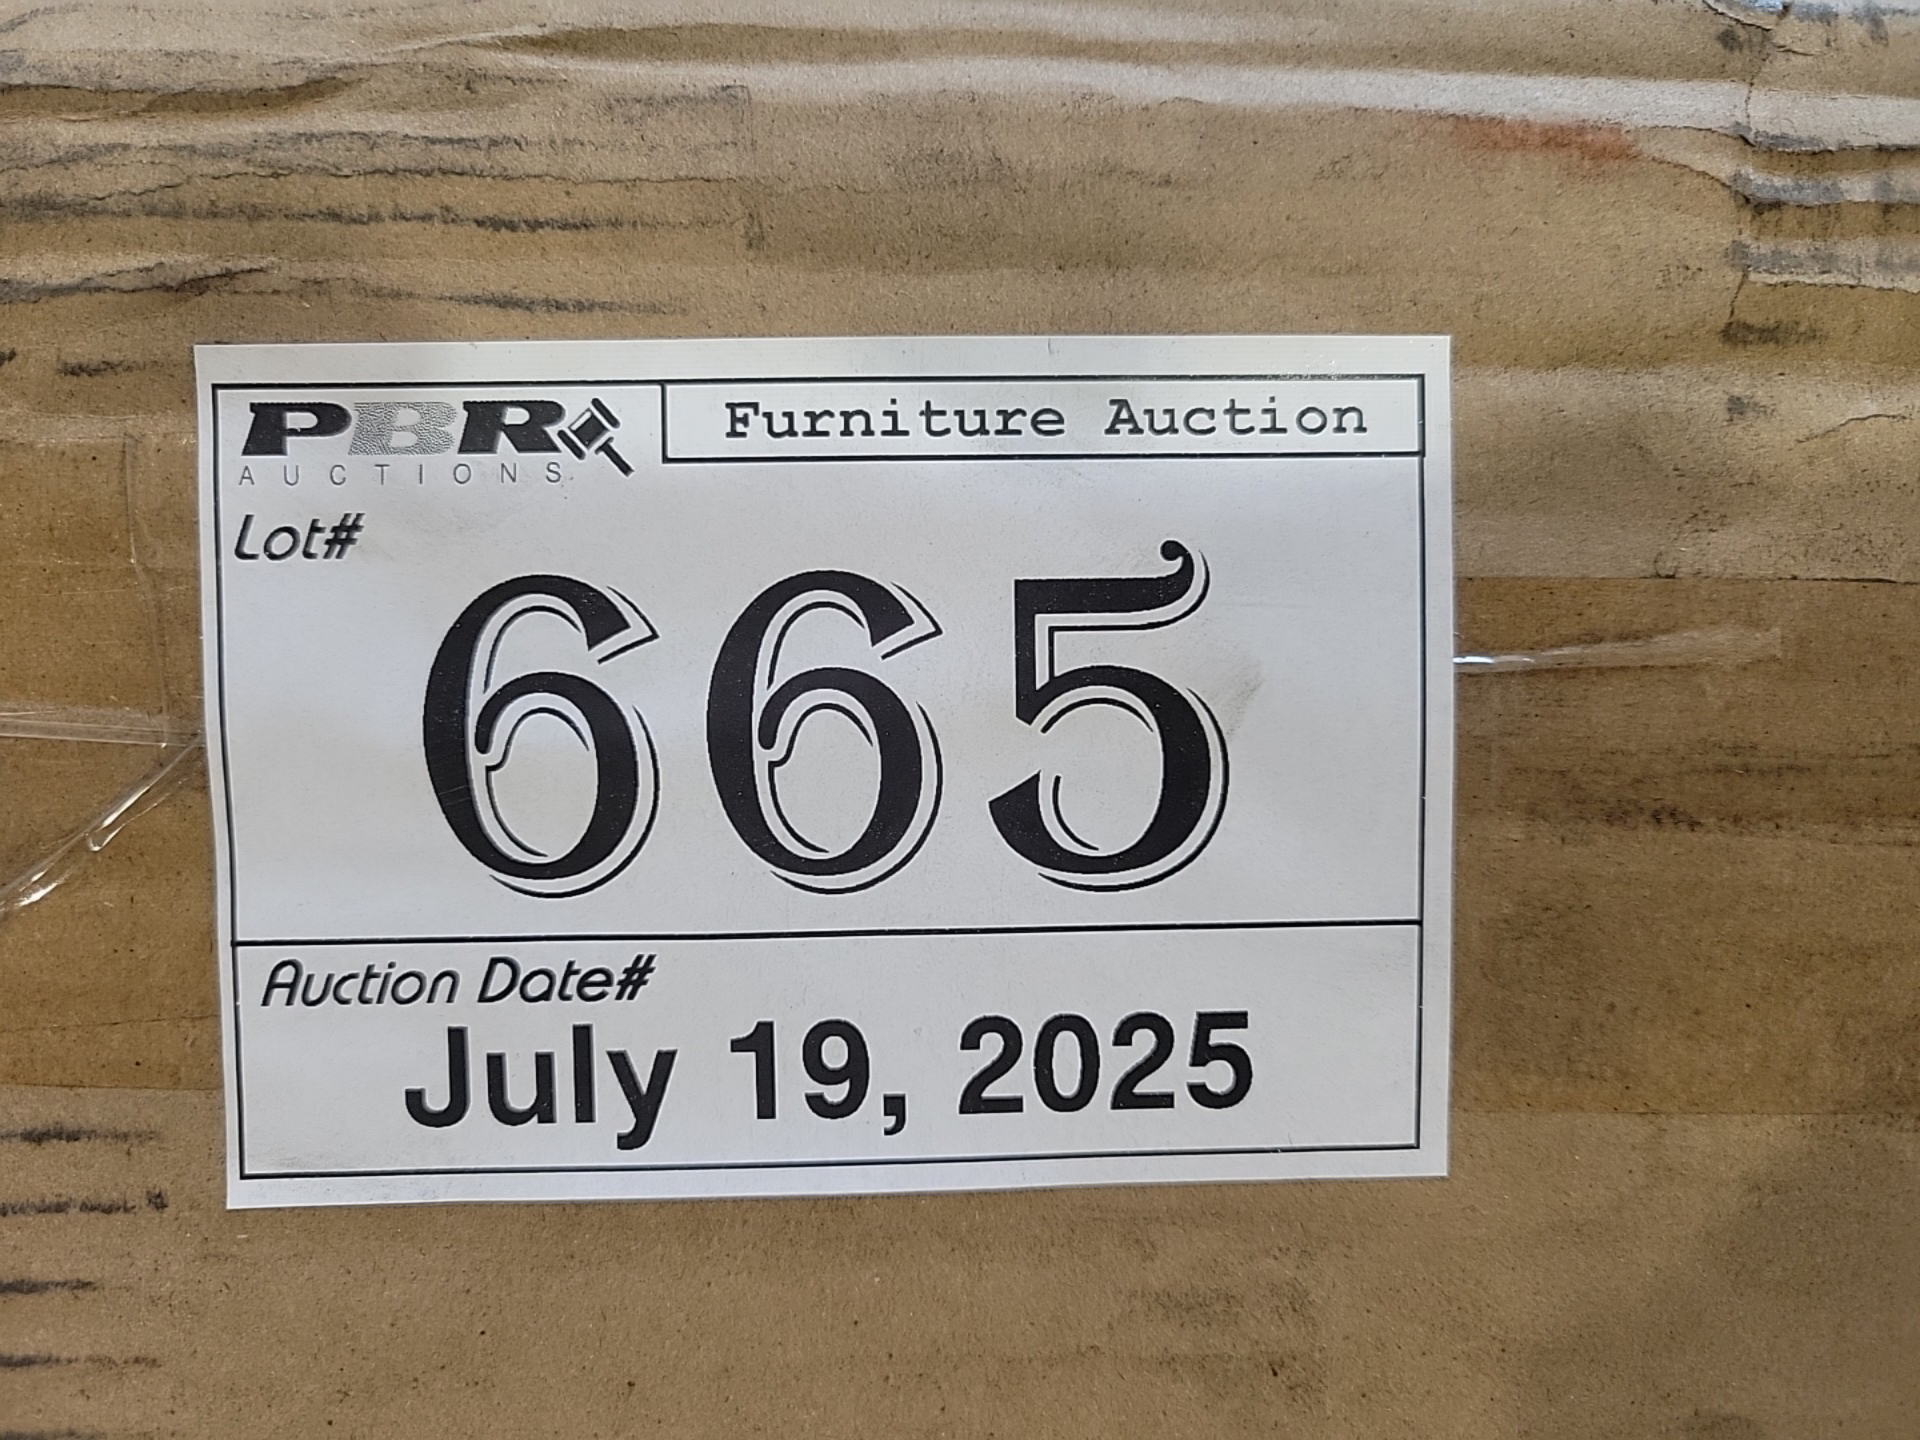 PBR
AUCTIONS
Furniture Auction
Lot#
665
Auction Date#
July 19, 2025